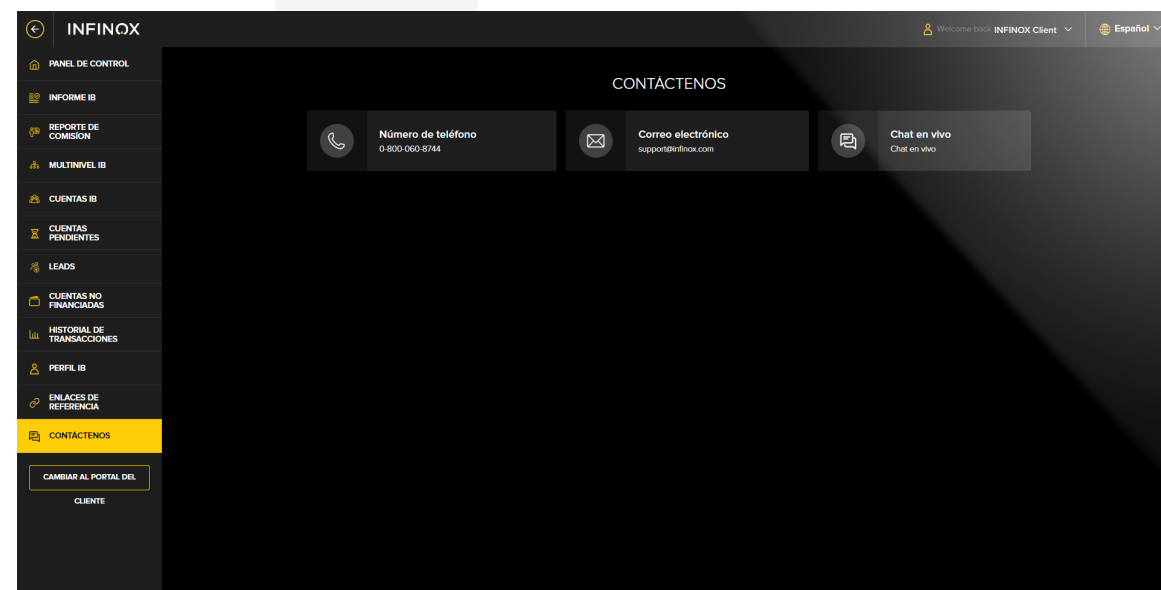 INFINOX
Welcome back INFINOX Client
Español
PANEL DE CONTROL
INFORME IB
REPORTE DE
COMISÍON
MULTINIVEL IB
CUENTAS IB
CUENTAS
PENDIENTES
LEADS
CUENTAS NO
FINANCIADAS
HISTORIAL DE
TRANSACCIONES
PERFIL IB
ENLACES DE
REFERENCIA
CONTÁCTENOS
CAMBIAR AL PORTAL DEL
CLIENTE
CONTÁCTENOS
Número de teléfono
0-800-060-8744
Correo electrónico
support@infinox.com
Chat en vivo
Chat en vivo